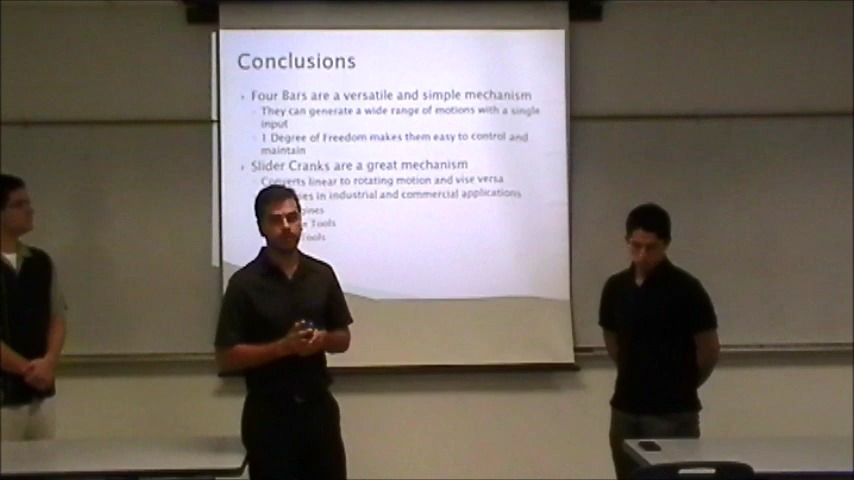 Conclusions
Four Bars are a versatile and simple mechanism
They can generate a wide range of motions with a single
input
1 Degree of Freedom makes them easy to control and
maintain
Slider Cranks are a great mechanism
Converts linear to rotating motion and vise versa
in industrial and commercial applications
Tools
Tools